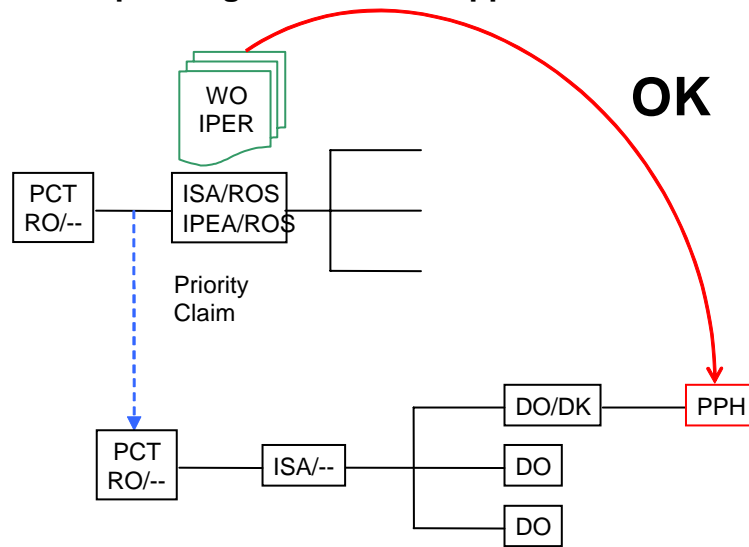 WO
IPER
OK
PCT
RO/--
ISA/ROS
IPEA/ROS
Priority
Claim
DO/DK
PPH
PCT
RO/--
ISA/--
DO
DO